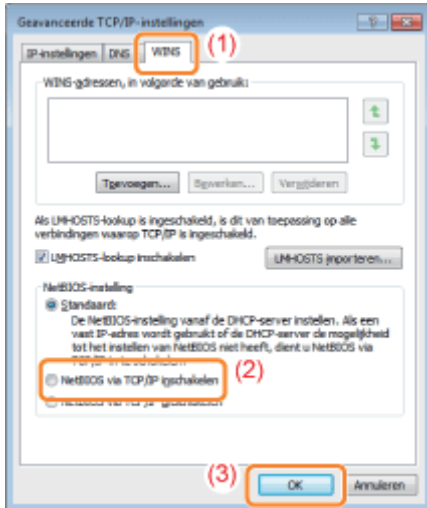 Geavanceerde TCP/IP-instellingen
IP-instellingen DNS WINS (1)
WINS-adressen, in volgorde van gebruik:
Toevoegen... Bewerken... Verwijderen
Als LMHOSTS-lookup is ingeschakeld, is dit van toepassing op alle
verbindingen waarop TCP/IP is ingeschakeld.
LMHOSTS-lookup inschakelen LMHOSTS importeren...
NetBIOS-instelling
Standaard:
De NetBIOS-instelling vanaf de DHCP-server instellen. Als een
vast IP-adres wordt gebruikt of de DHCP-server de mogelijkheid
tot het instellen van NetBIOS niet heeft, dient u NetBIOS via
(2)
NetBIOS via TCP/IP inschakelen
(3) OK Annuleren